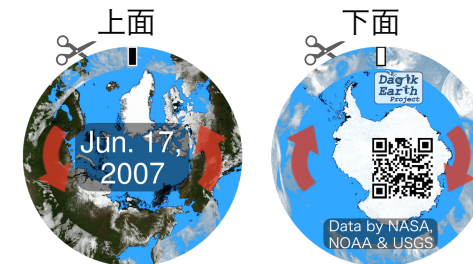 上面
下面
Jun. 17,
2007
Dagik
Earth
Project
Data by NASA,
NOAA & USGS